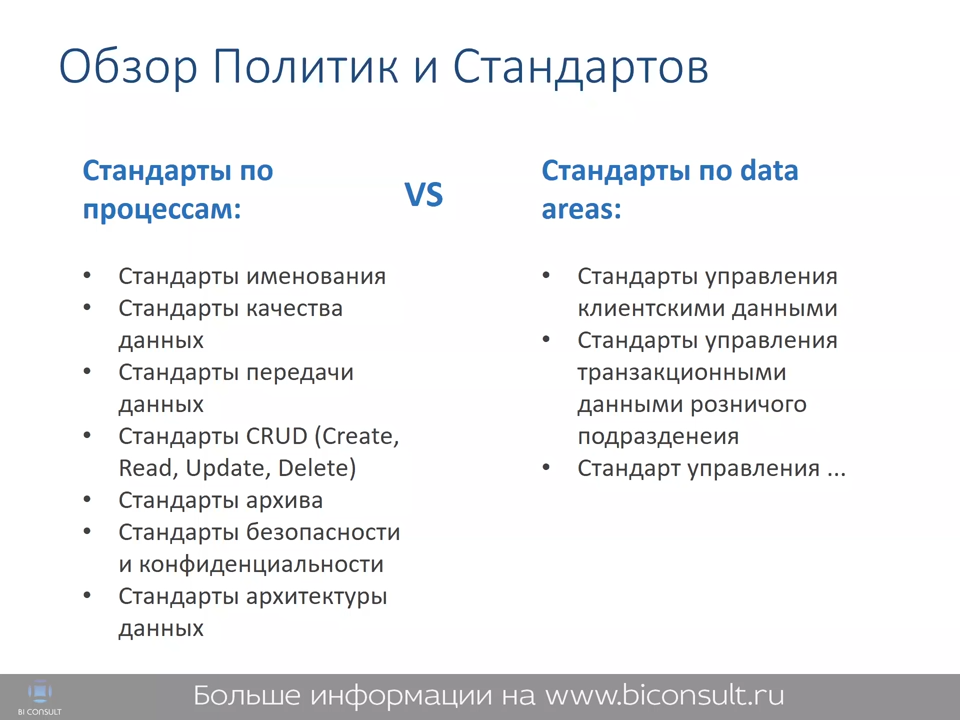 Обзор Политик и Стандартов
Стандарты по
процессам:
VS
Стандарты по data
areas:
• Стандарты именования
• Стандарты качества
данных
• Стандарты передачи
данных
• Стандарты CRUD (Create,
Read, Update, Delete)
• Стандарты архива
• Стандарты безопасности
и конфиденциальности
• Стандарты архитектуры
данных
• Стандарты управления
клиентскими данными
• Стандарты управления
транзакционными
данными розничого
подразденеия
• Стандарт управления ...
BI CONSULT
Больше информации на www.biconsult.ru